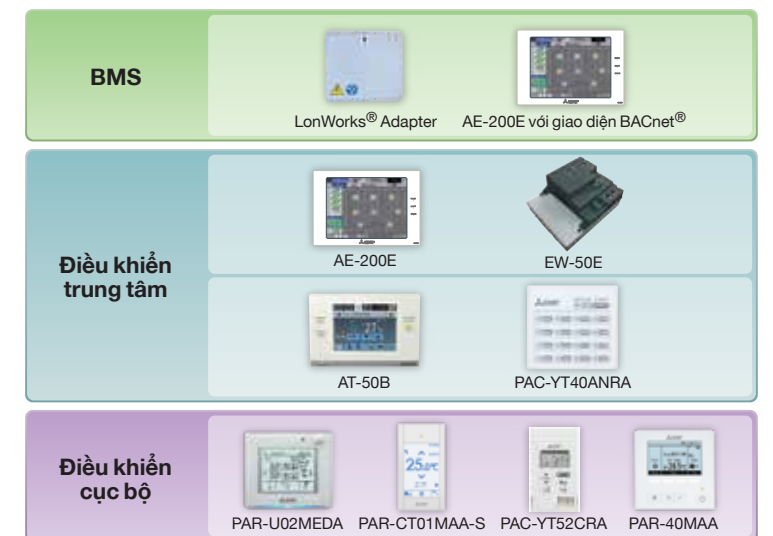 BMS
LonWorks® Adapter
AE-200E với giao diện BACnet®
Điều khiển
trung tâm
AE-200E
EW-50E
AT-50B
PAC-YT40ANRA
Điều khiển
cục bộ
PAR-U02MEDA
PAR-CT01MAA-S
PAC-YT52CRA
PAR-40MAA